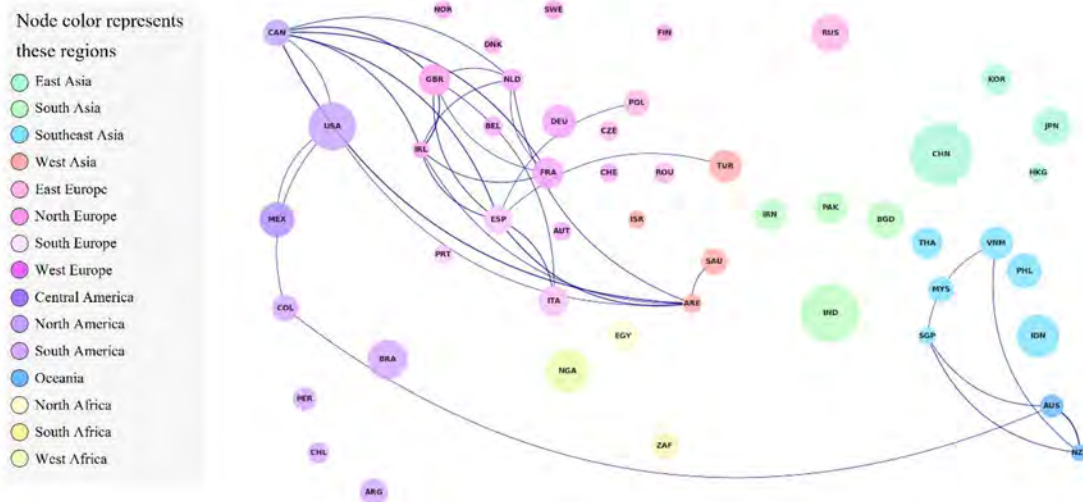 Node color represents
these regions
East Asia
South Asia
Southeast Asia
West Asia
East Europe
North Europe
South Europe
West Europe
Central America
North America
South America
Oceania
North Africa
South Africa
West Africa
NOR
SWE
CAN
DNK
FIN
RUS
GBR
NLD
KOR
POL
USA
BEL
DEU
CZE
JPN
IRL
CHN
FRA
CHE
ROU
TUR
HKG
MEX
ESP
AUT
ISR
IRN
PAK
BGD
THA
VNM
PRT
SAU
PHL
MYS
COL
ITA
ARE
IND
EGY
SGP
IDN
BRA
NGA
PER
AUS
CHL
ZAF
NZ
ARG